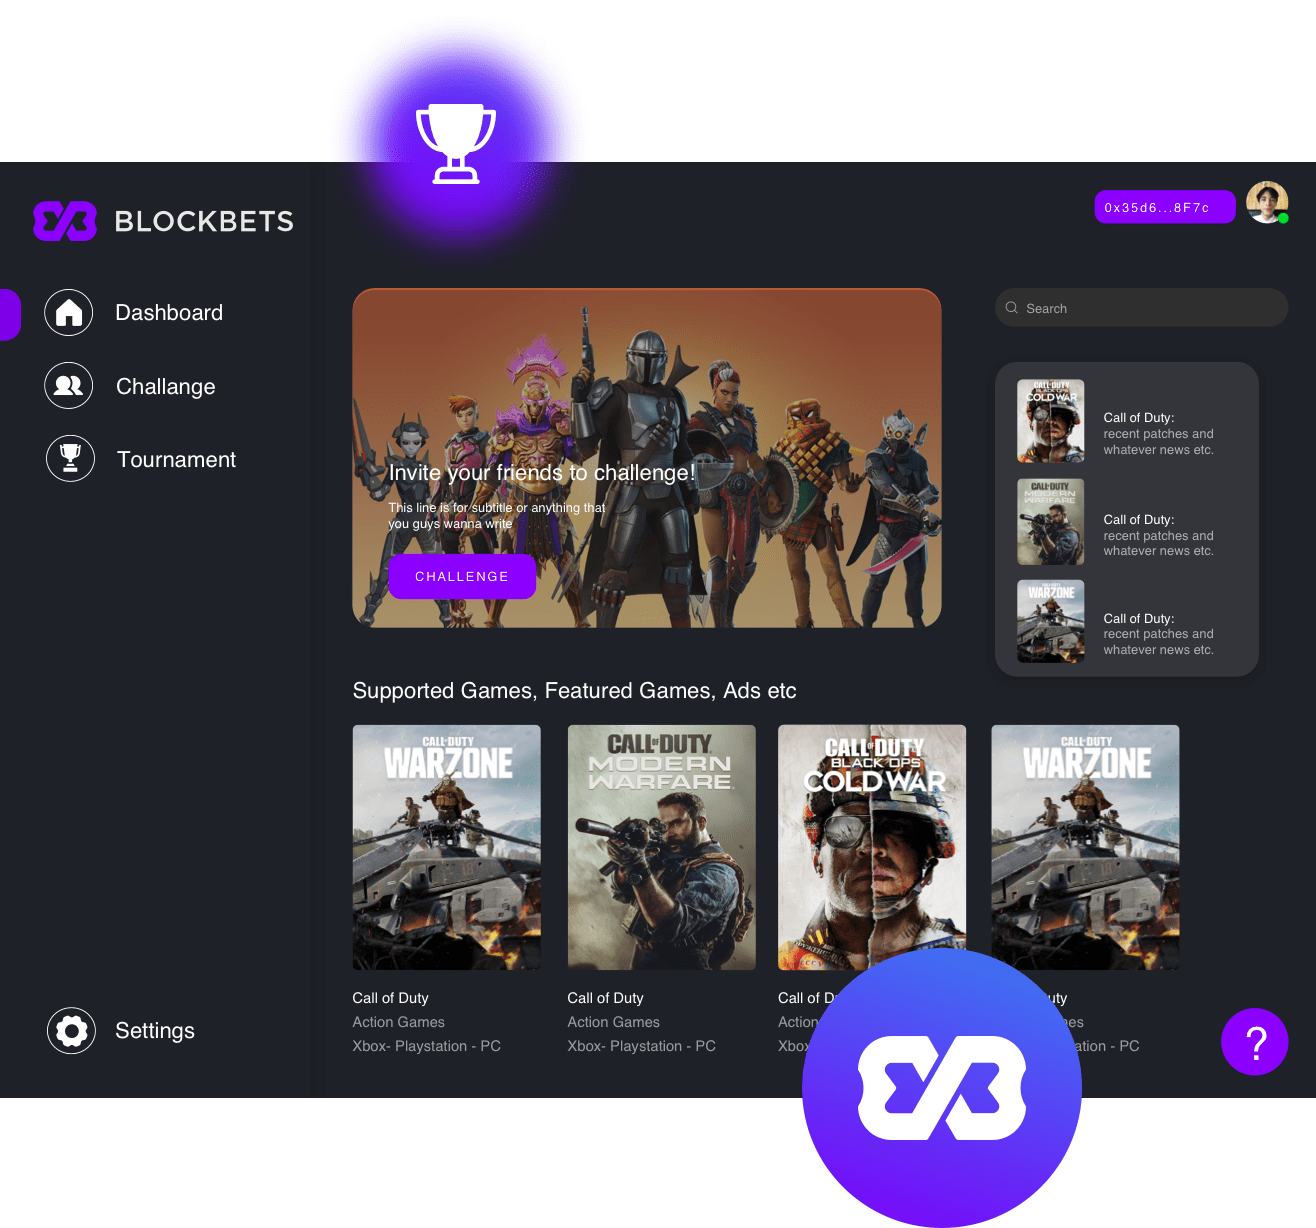 BLOCKBETS
0x35d6...8F7c
Dashboard
Challange
Tournament
Settings
Search
Invite your friends to challenge!
This line is for subtitle or anything that
you guys wanna write
CHALLENGE
CALL OF DUTY
BLACK OPS
COLD WAR
Call of Duty:
recent patches and
whatever news etc.
CALL OF DUTY
MODERN
WARFARE
Call of Duty:
recent patches and
whatever news etc.
CALL OF DUTY
WARZONE
Call of Duty:
recent patches and
whatever news etc.
Supported Games, Featured Games, Ads etc
CALL OF DUTY
WARZONE
Call of Duty
Action Games
Xbox- Playstation - PC
CALL OF DUTY
MODERN
WARFARE
Call of Duty
Action Games
Xbox- Playstation - PC
CALL OF DUTY
BLACK OPS
COLD WAR
Call of D
Action
Xbox
CALL OF DUTY
WARZONE
uty
es
ation - PC
?